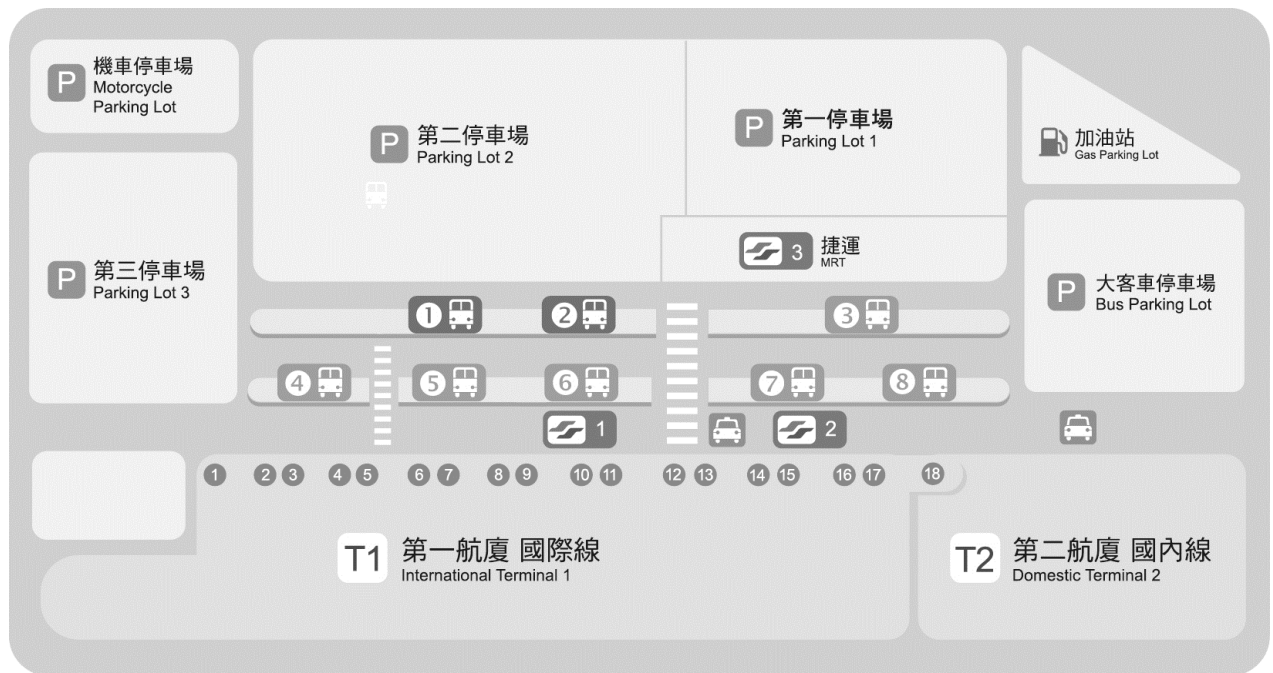 P 機車停車場
Motorcycle
Parking Lot
P 第二停車場
Parking Lot 2
P 第一停車場
Parking Lot 1
加油站
Gas Parking Lot
3 捷運
MRT
P 第三停車場
Parking Lot 3
P 大客車停車場
Bus Parking Lot
1 2 3
4 5 6 7 8
1 2
1 2 3 4 5 6 7 8 9 10 11 12 13 14 15 16 17 18
T1 第一航廈 國際線
International Terminal 1
T2 第二航廈 國內線
Domestic Terminal 2